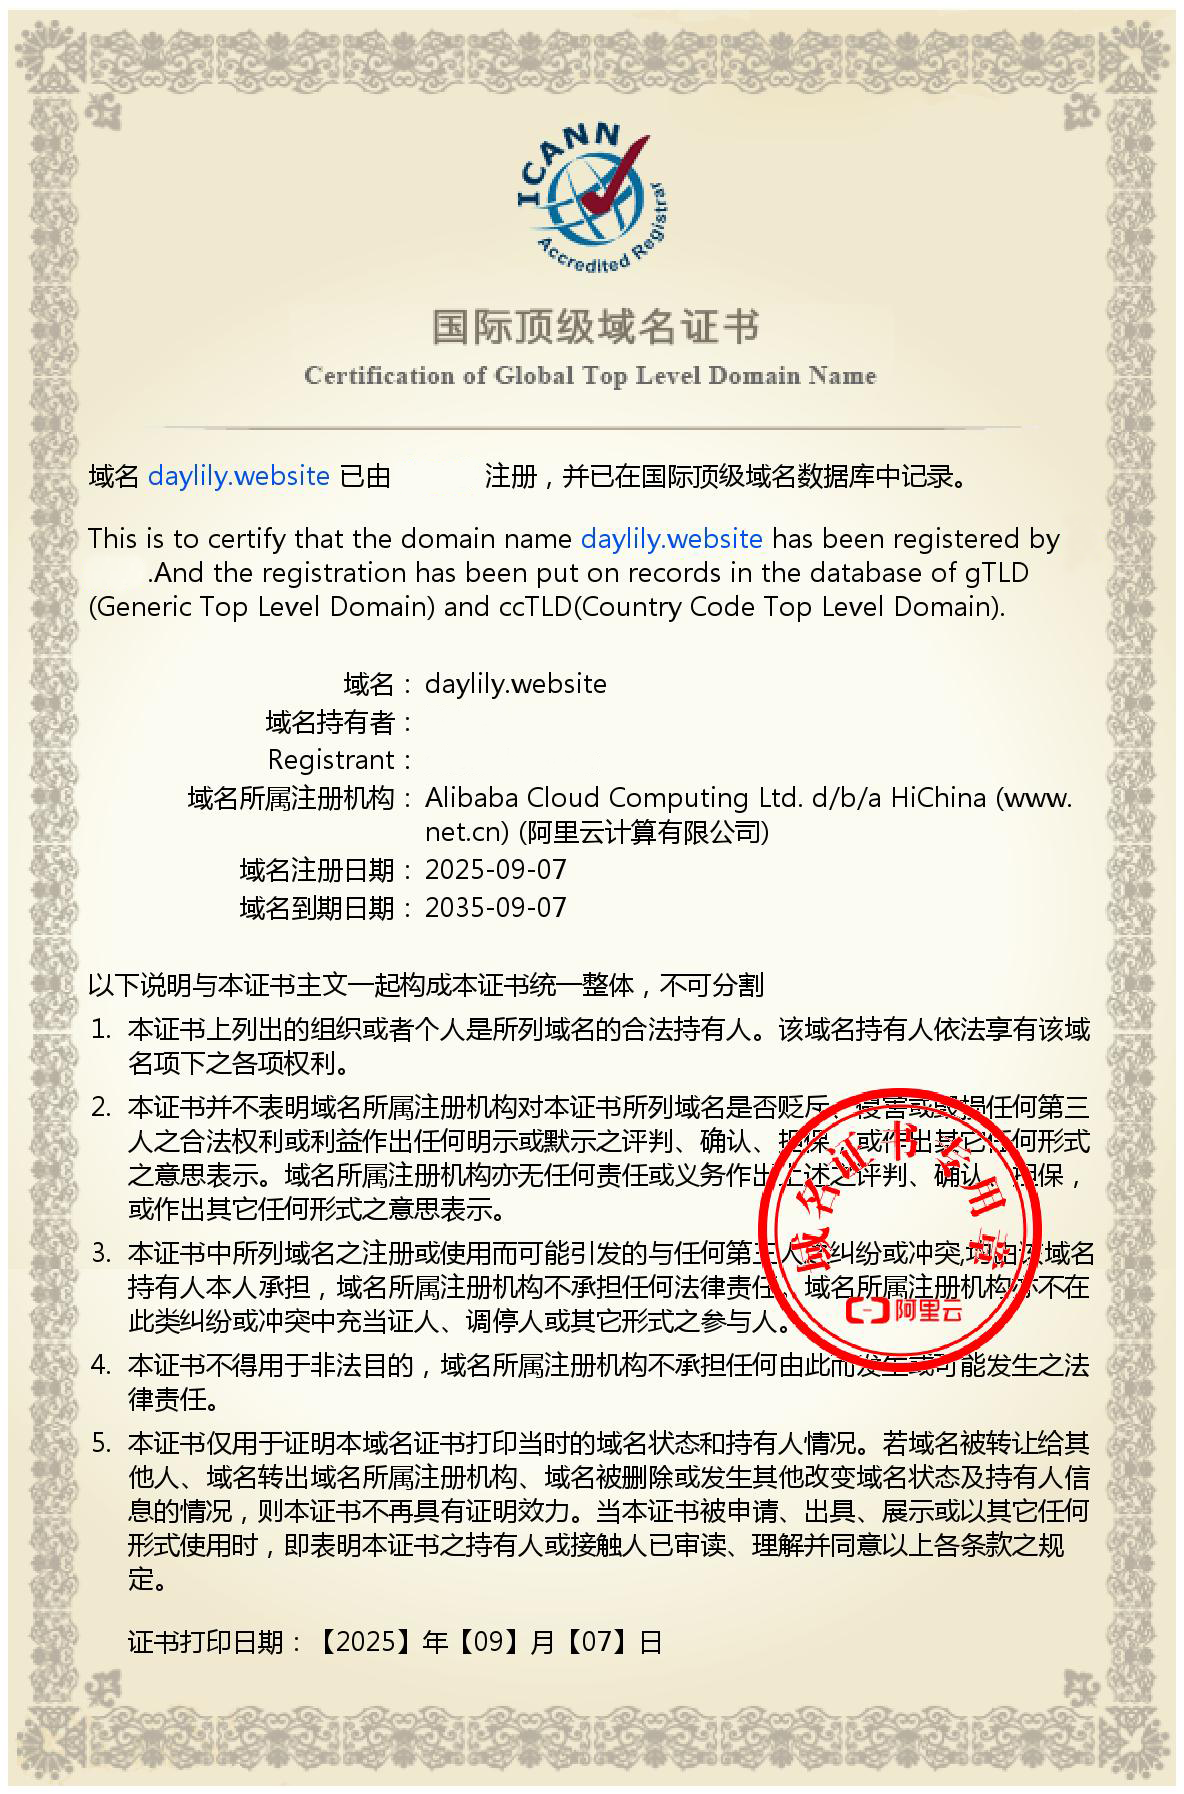 ICANN
Accredited Registrar
国际顶级域名证书
Certification of Global Top Level Domain Name
域名 daylily.website 已由 注册，并已在国际顶级域名数据库中记录。
This is to certify that the domain name daylily.website has been registered by
.And the registration has been put on records in the database of gTLD
(Generic Top Level Domain) and ccTLD(Country Code Top Level Domain).
域名： daylily.website
域名持有者：
Registrant：
域名所属注册机构： Alibaba Cloud Computing Ltd. d/b/a HiChina (www.
net.cn) (阿里云计算有限公司)
域名注册日期： 2025-09-07
域名到期日期： 2035-09-07
以下说明与本证书主文一起构成本证书统一整体，不可分割
1. 本证书上列出的组织或者个人是所列域名的合法持有人。该域名持有人依法享有该域
名项下之各项权利。
2. 本证书并不表明域名所属注册机构对本证书所列域名是否贬斥、侵害或毁损任何第三
人之合法权利或利益作出任何明示或默示之评判、确认、担保，或作出其它任何形式
之意思表示。域名所属注册机构亦无任何责任或义务作出上述之评判、确认、担保，
或作出其它任何形式之意思表示。
3. 本证书中所列域名之注册或使用而可能引发的与任何第三人之纠纷或冲突,均由该域名
持有人本人承担，域名所属注册机构不承担任何法律责任。域名所属注册机构亦不在
此类纠纷或冲突中充当证人、调停人或其它形式之参与人。
4. 本证书不得用于非法目的，域名所属注册机构不承担任何由此而发生或可能发生之法
律责任。
5. 本证书仅用于证明本域名证书打印当时的域名状态和持有人情况。若域名被转让给其
他人、域名转出域名所属注册机构、域名被删除或发生其他改变域名状态及持有人信
息的情况，则本证书不再具有证明效力。当本证书被申请、出具、展示或以其它任何
形式使用时，即表明本证书之持有人或接触人已审读、理解并同意以上各条款之规
定。
域名证书专用章
阿里云
证书打印日期：【2025】年【09】月【07】日